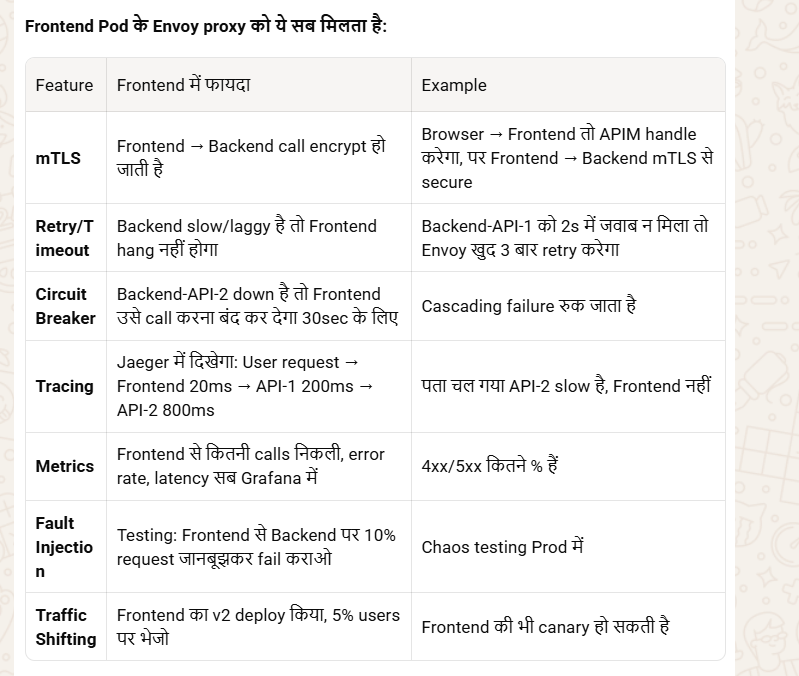 Frontend Pod के Envoy proxy को ये सब मिलता है:
Feature
Frontend में फायदा
Example
mTLS
Frontend → Backend call encrypt हो
जाती है
Browser → Frontend तो APIM handle
करेगा, पर Frontend → Backend mTLS से
secure
Retry/T
imeout
Backend slow/laggy है तो Frontend
hang नहीं होगा
Backend-API-1 को 2s में जवाब न मिला तो
Envoy खुद 3 बार retry करेगा
Circuit
Breaker
Backend-API-2 down है तो Frontend
उसे call करना बंद कर देगा 30sec के लिए
Cascading failure रुक जाता है
Tracing
Jaeger में दिखेगा: User request →
Frontend 20ms → API-1 200ms →
API-2 800ms
पता चल गया API-2 slow है, Frontend नहीं
Metrics
Frontend से कितनी calls निकली, error
rate, latency सब Grafana में
4xx/5xx कितने % हैं
Fault
Injectio
n
Testing: Frontend से Backend पर 10%
request जानबूझकर fail कराओ
Chaos testing Prod में
Traffic
Shifting
Frontend का v2 deploy किया, 5% users
पर भेजो
Frontend की भी canary हो सकती है